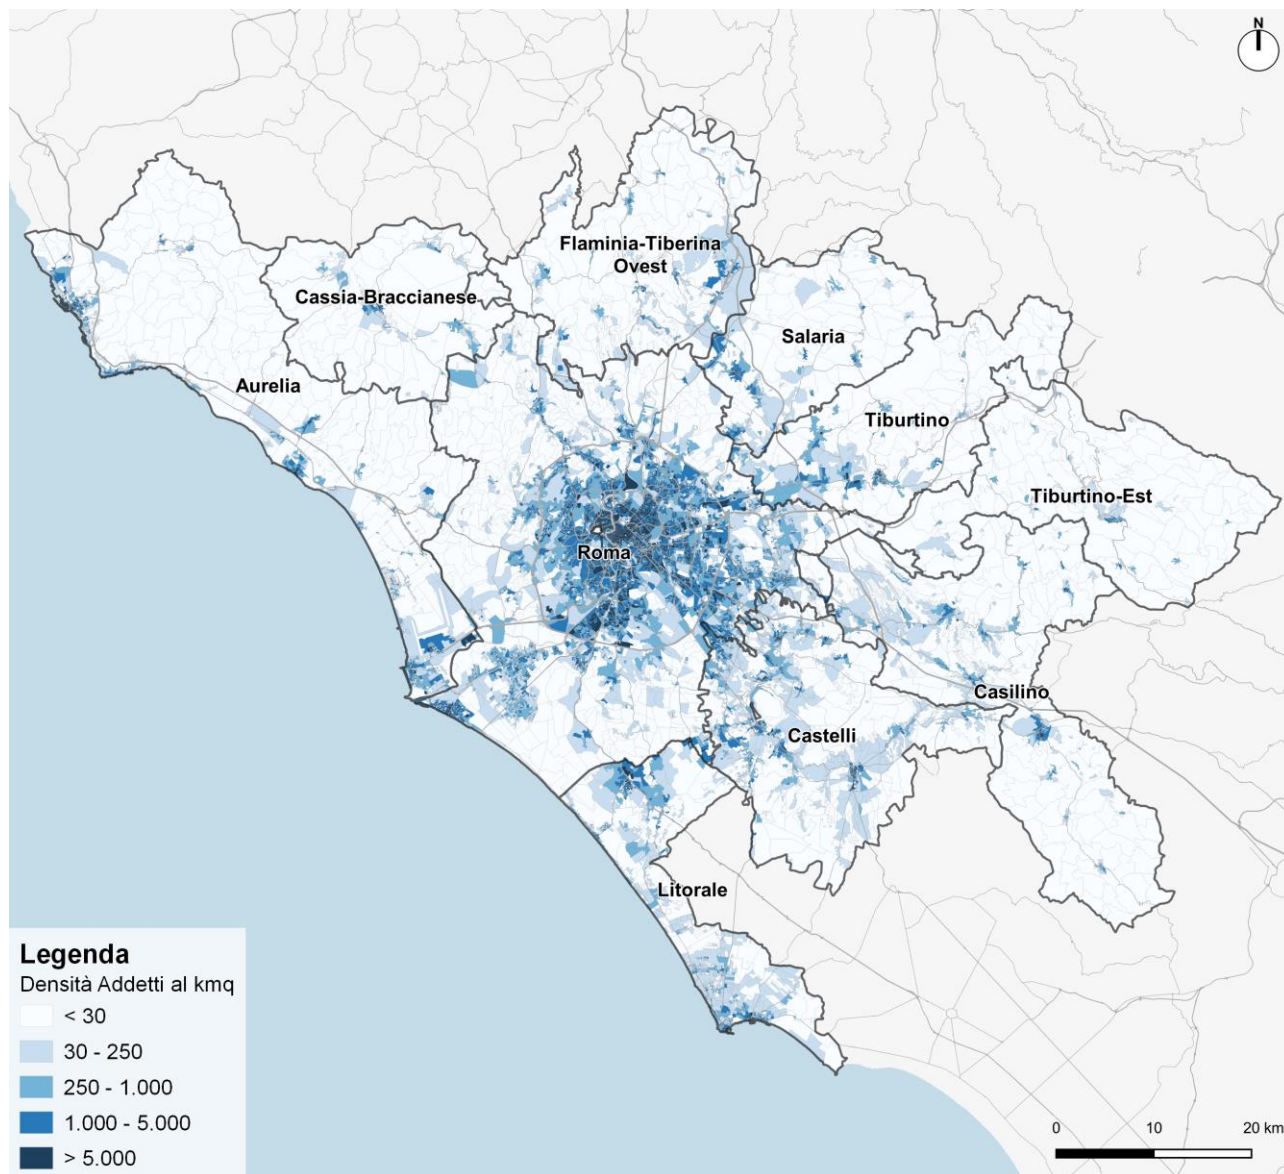 N
Flaminia-Tiberina
Ovest
Cassia-Braccianese
Salaria
Aurelia
Tiburtino
Tiburtino-Est
Roma
Casilino
Castelli
Litorale
Legenda
Densità Addetti al kmq
< 30
30 - 250
250 - 1.000
1.000 - 5.000
> 5.000
0 10 20 km